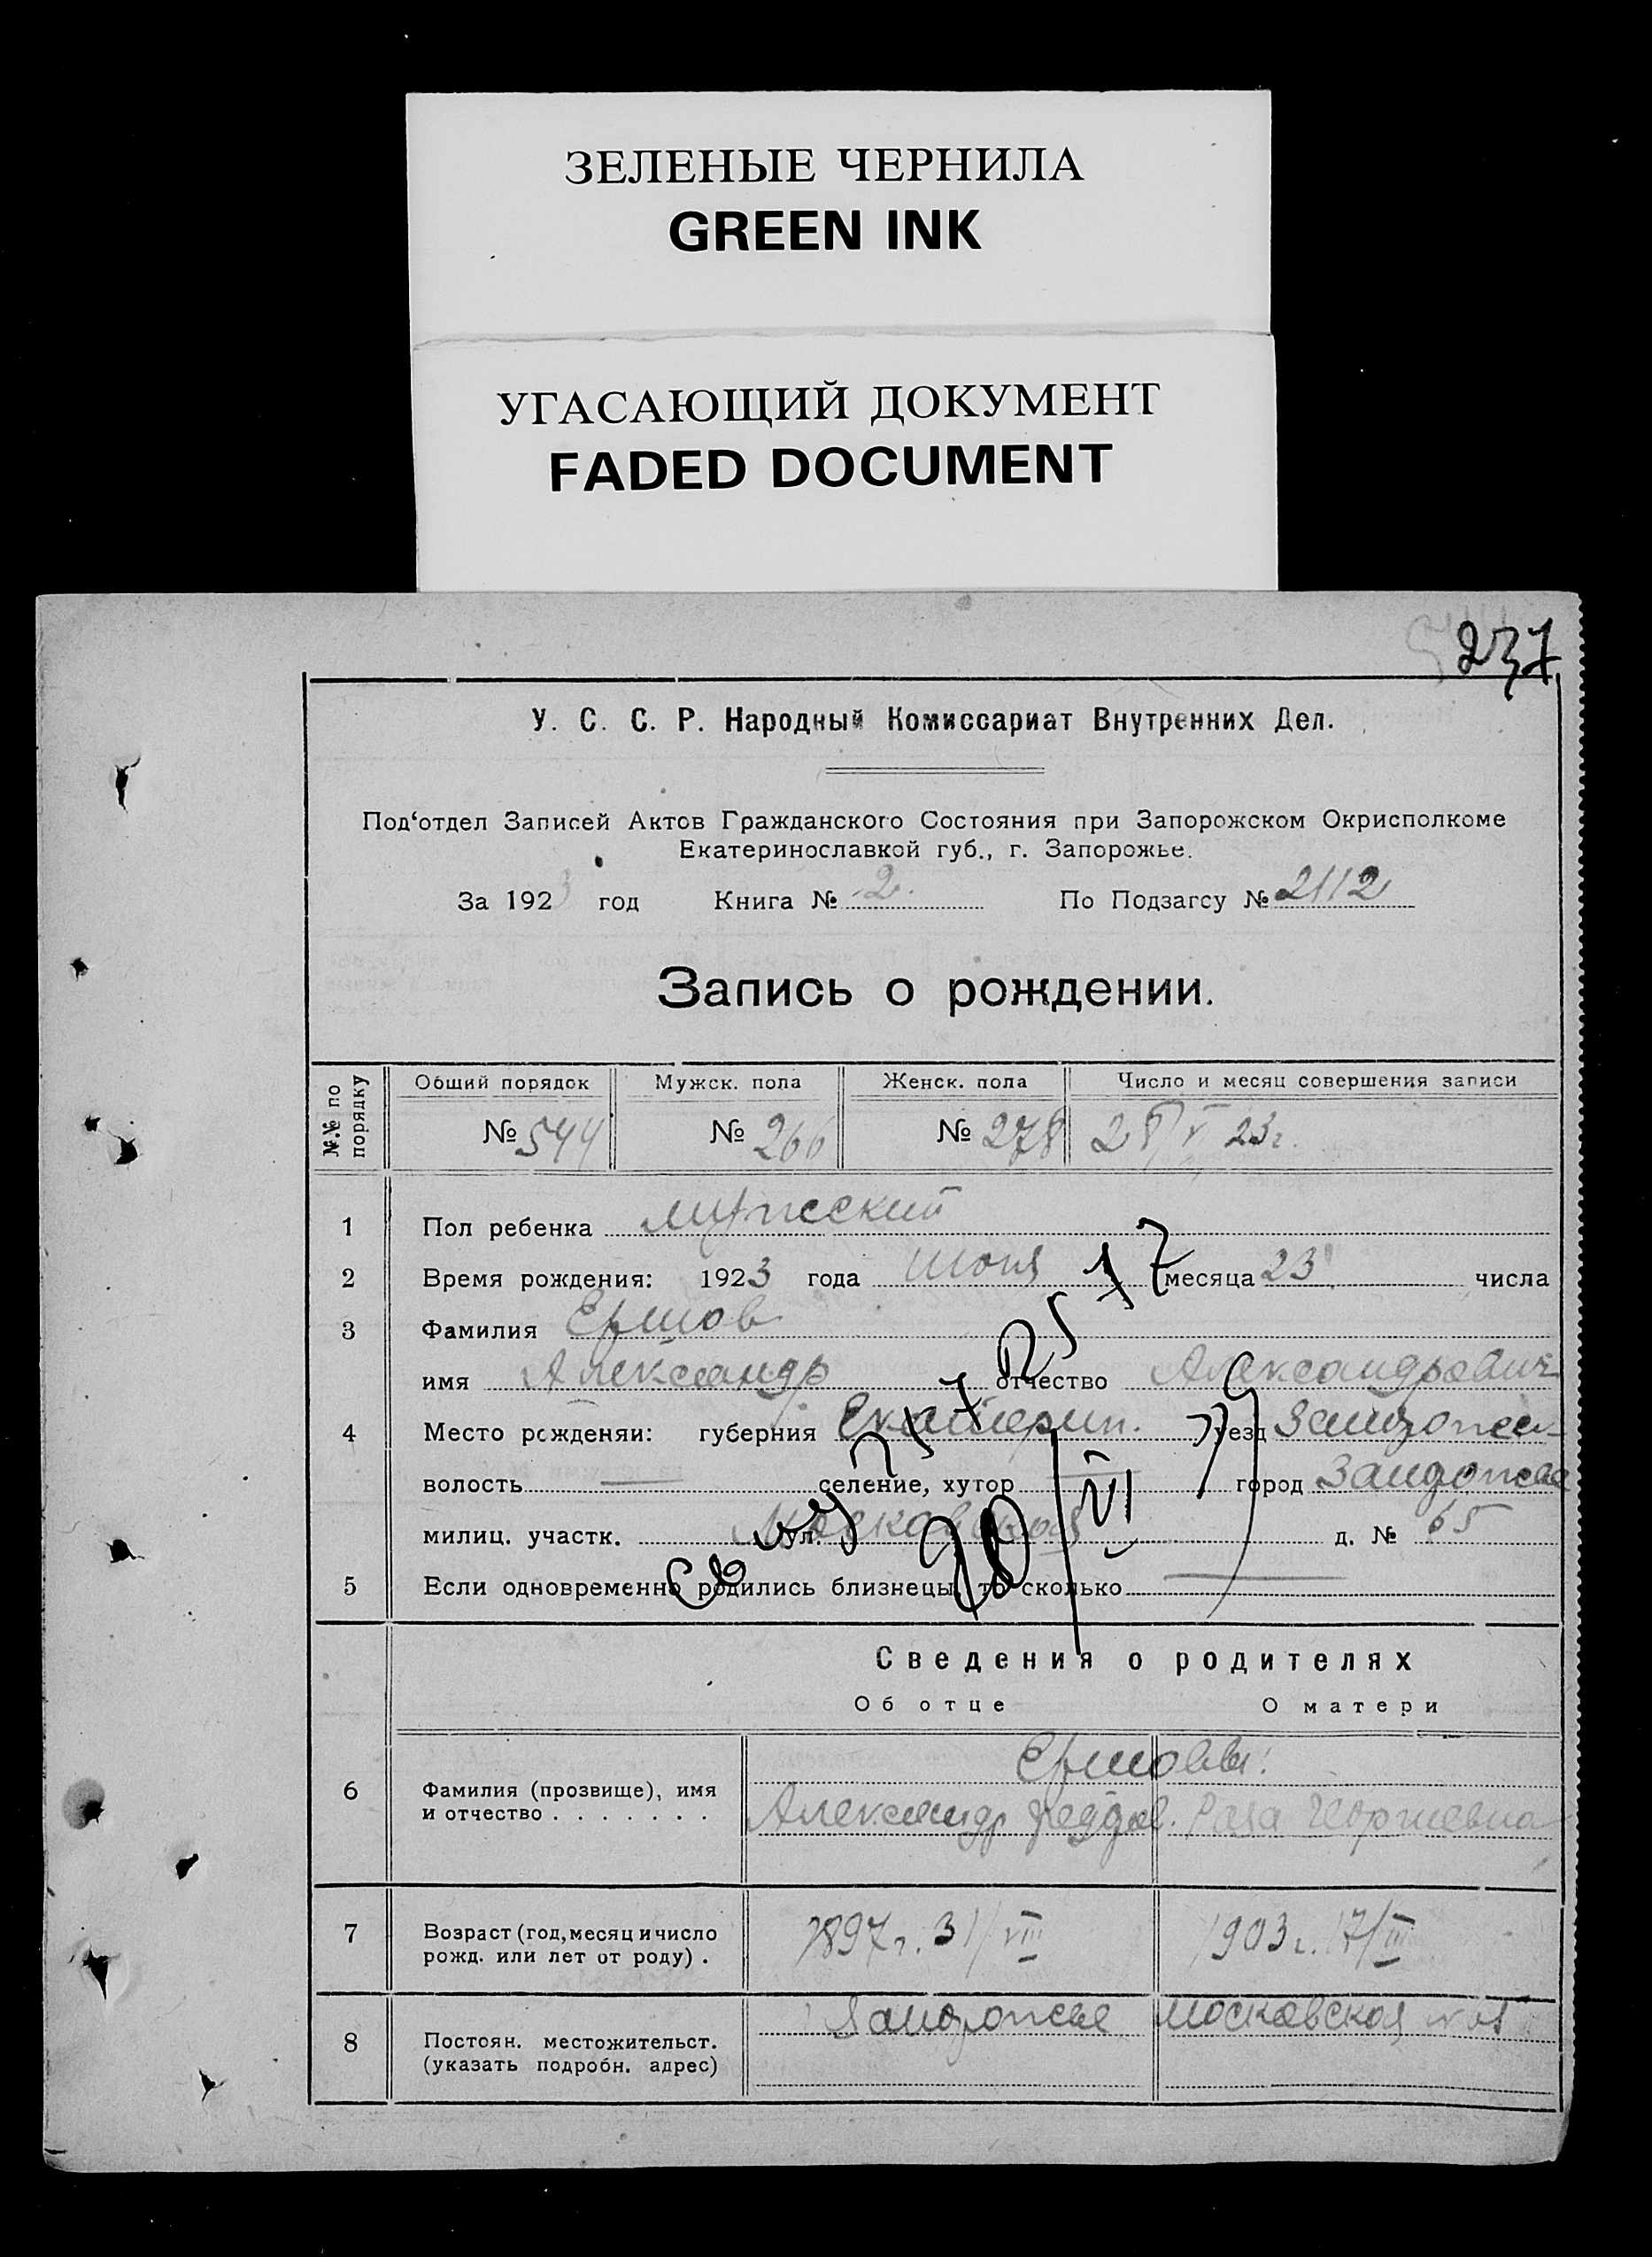 ЗЕЛЕНЫЕ ЧЕРНИЛА
GREEN INK
УГАСАЮЩИЙ ДОКУМЕНТ
FADED DOCUMENT
237
У. С. С. Р. Народный Комиссариат Внутренних Дел.
Под‘отдел Записей Актов Гражданского Состояния при Запорожском Окрисполкоме
Екатеринославкой губ., г. Запорожье.
За 1923 год Книга № 2. По Подзагсу № 2112
Запись о рождении.
№№ по порядку Общий порядок Мужск. пола Женск. пола Число и месяц совершения записи
№ 544 № 266 № 278 28/V 23г.
1 Пол ребенка мужеский
2 Время рождения: 1923 года июня месяца 23 числа
3 Фамилия Ершов
имя Александр отчество Александрович
4 Место рожденяи: губерния Екатерин. уезд Запорожск
волость — селение, хутор — город Запорожье
милиц. участк. ул. Московская д. № 65
5 Если одновременно родились близнецы, то сколько —
Сведения о родителях
Об отце О матери
Ершовы.
6 Фамилия (прозвище), имя
и отчество . . . . . . . Александр Федор. Роза Георгиевна
7 Возраст (год, месяц и число 1897 г. 31/VIII 1903 г. 17/III
рожд. или лет от роду) .
Запорожье Московская
8 Постоян. местожительст.
(указать подробн. адрес)